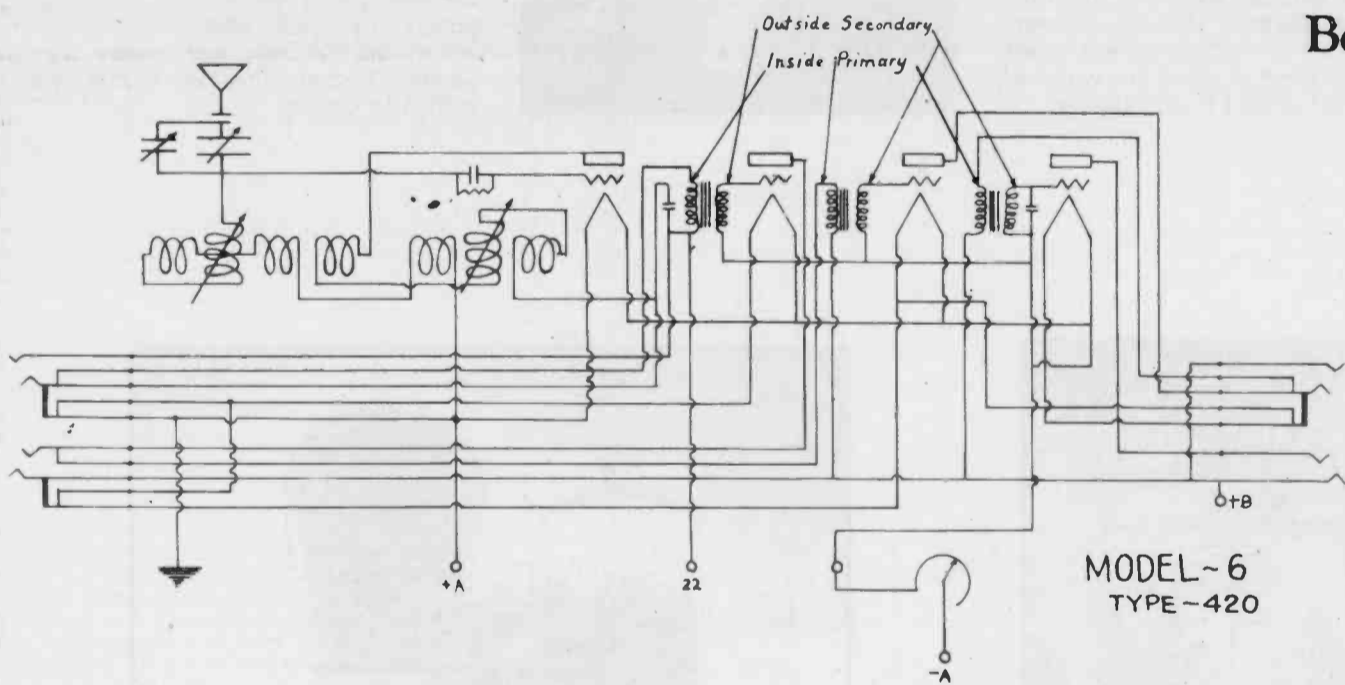 Outside Secondary
Inside Primary
+A
22
+B
MODEL~6
TYPE~420
-A